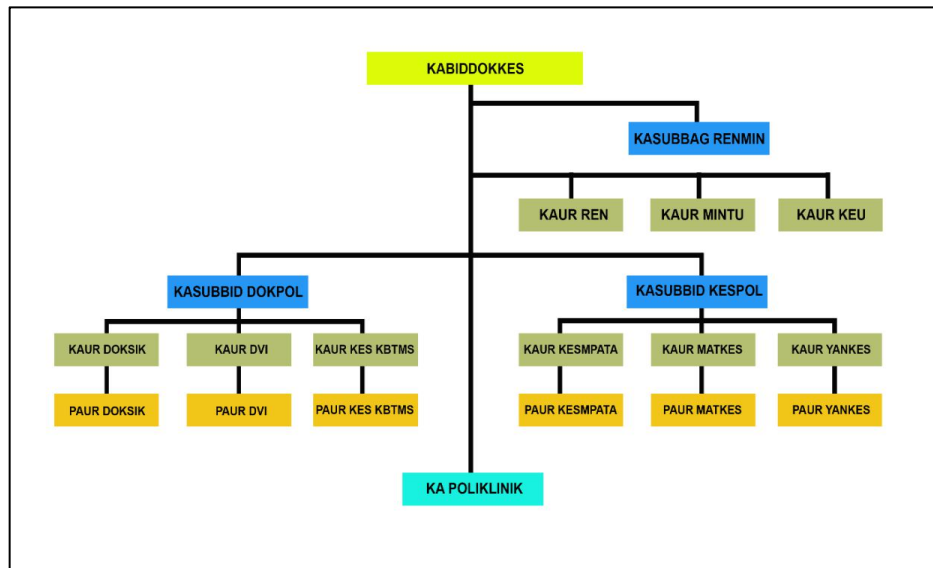 KABIDDOKKES
KASUBBAG RENMIN
KAUR REN
KAUR MINTU
KAUR KEU
KASUBBID DOKPOL
KASUBBID KESPOL
KAUR DOKSIK
KAUR DVI
KAUR KES KBTMS
KAUR KESMPATA
KAUR MATKES
KAUR YANKES
PAUR DOKSIK
PAUR DVI
PAUR KES KBTMS
PAUR KESMPATA
PAUR MATKES
PAUR YANKES
KA POLIKLINIK